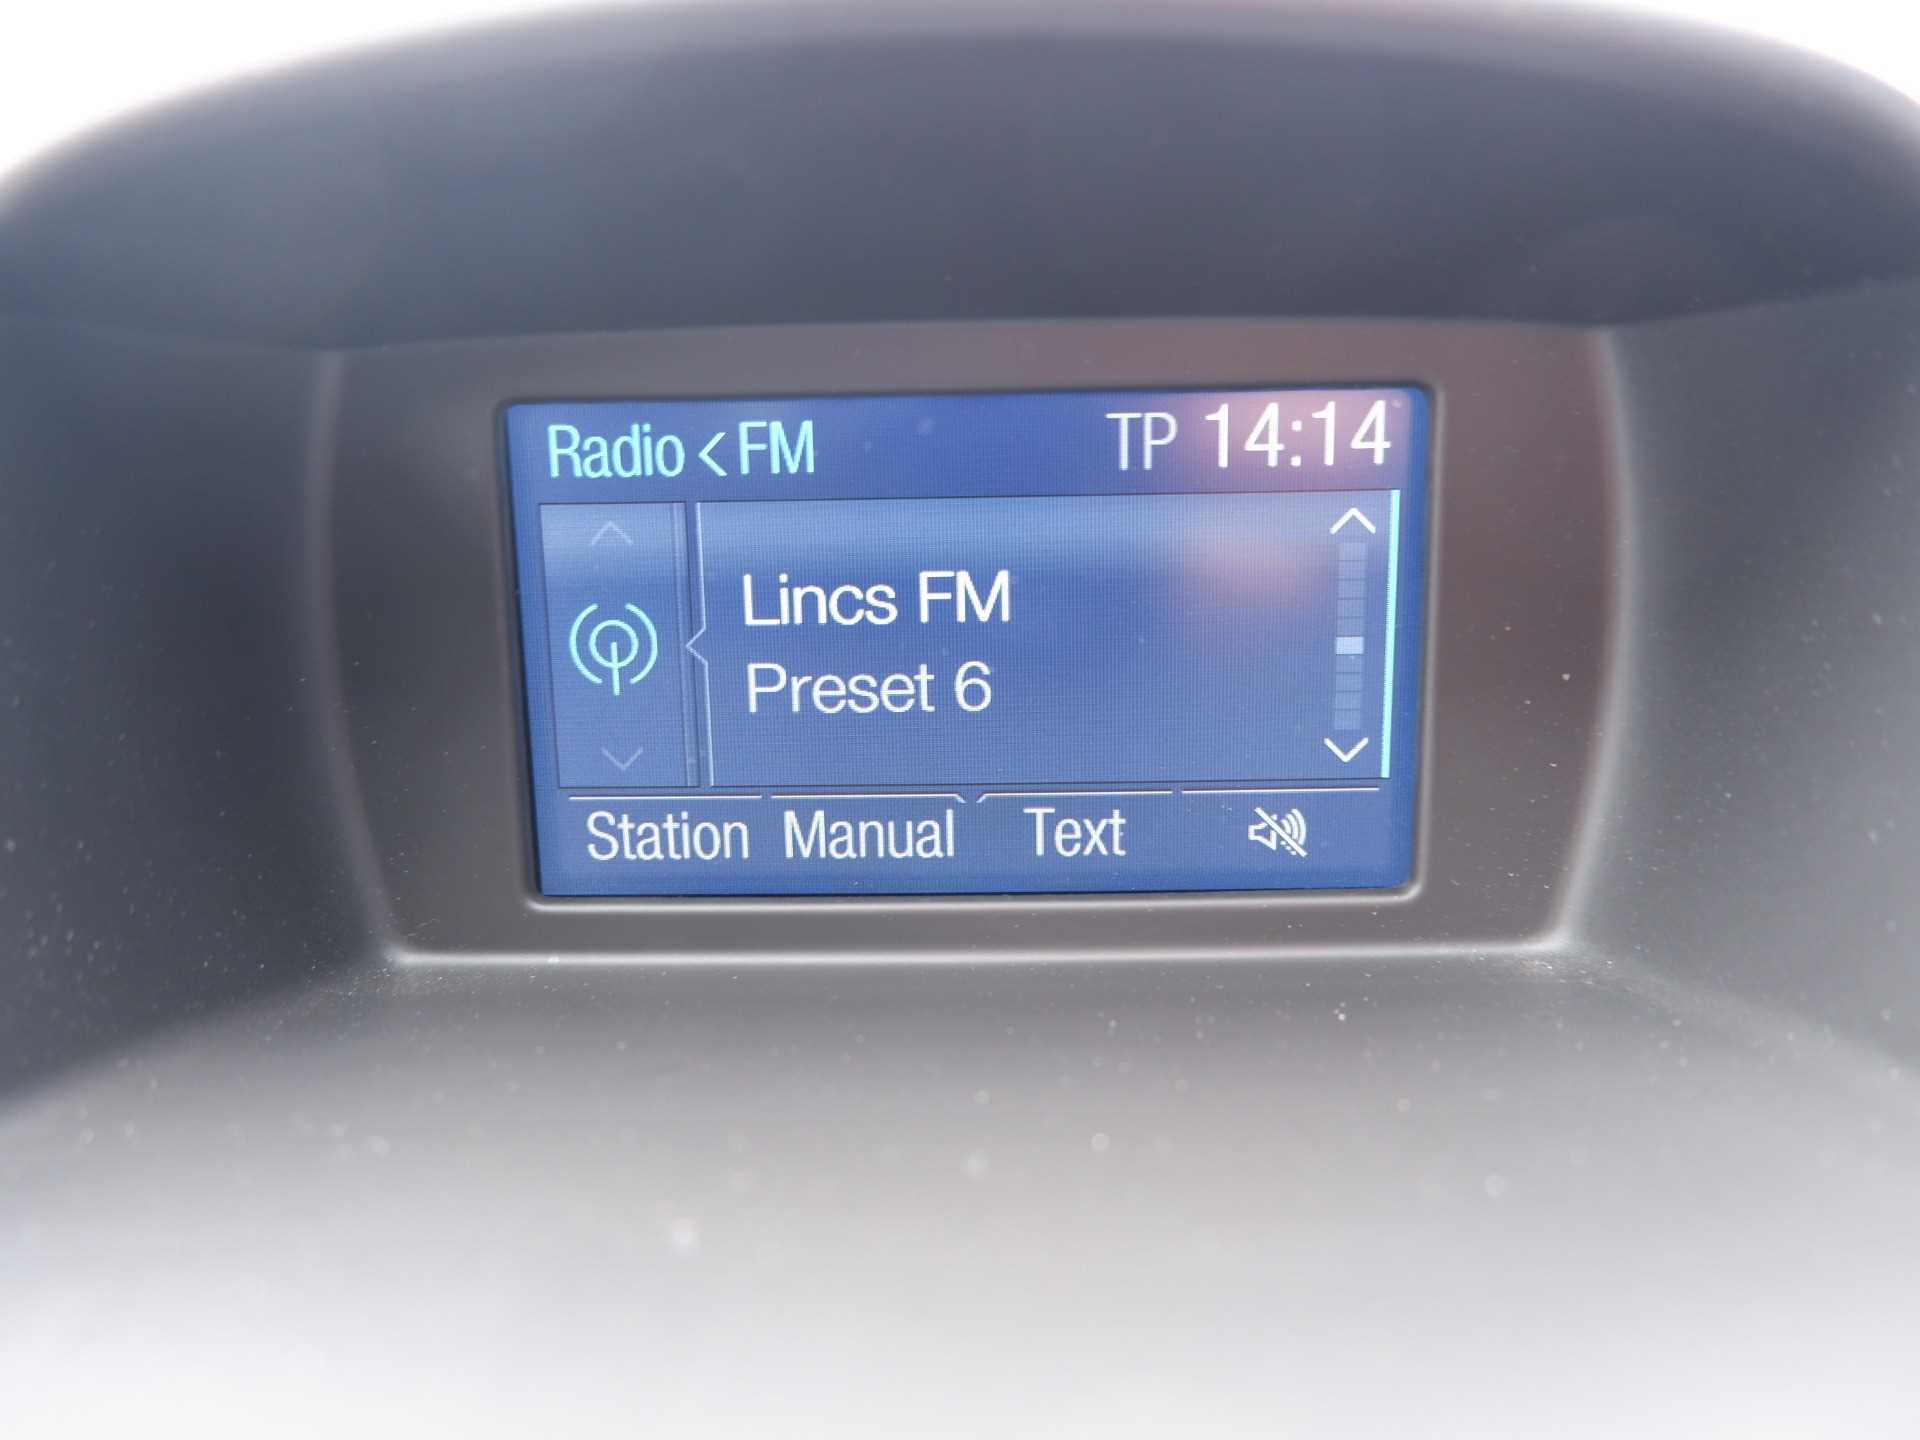 Radio < FM TP 14:14
Lincs FM
Preset 6
Station Manual Text